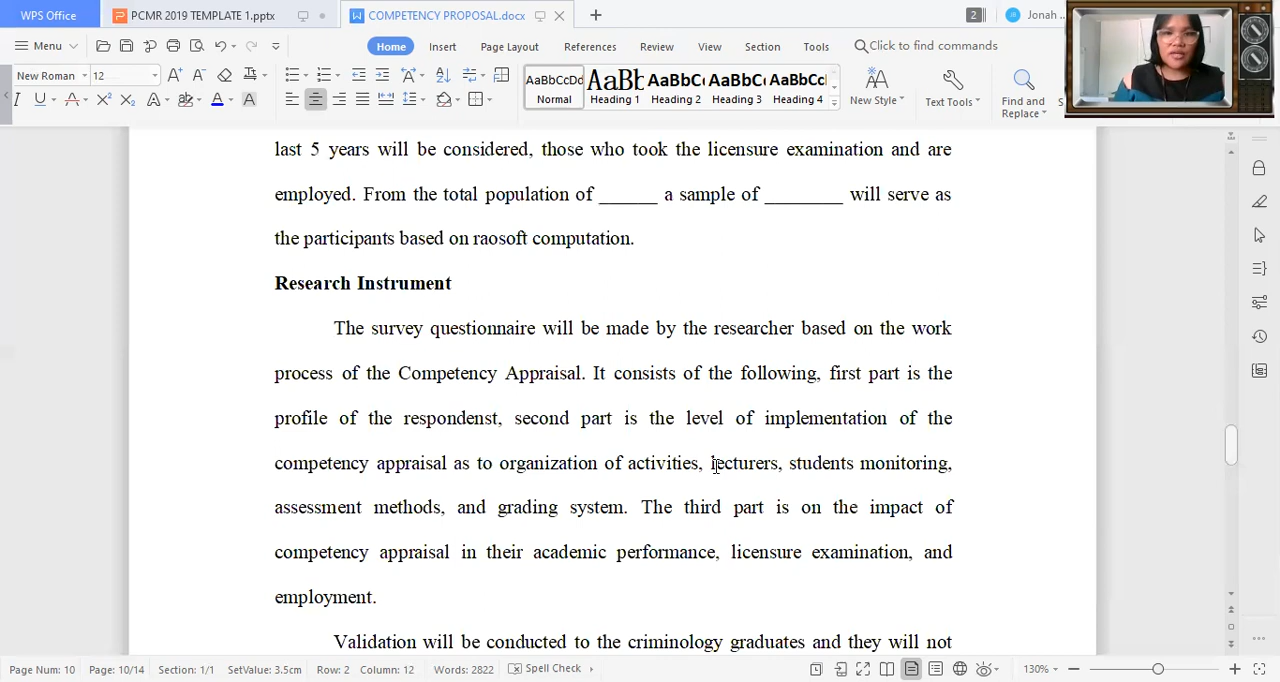 WPS Office PCMR 2019 TEMPLATE 1.pptx COMPETENCY PROPOSAL.docx 2 Jonah
Menu Home Insert Page Layout References Review View Section Tools Click to find commands
New Roman 12 AaBbCcDd AaBb AaBbC AaBbC AaBbC
Normal Heading 1 Heading 2 Heading 3 Heading 4 New Style Text Tools Find and
Replace
last 5 years will be considered, those who took the licensure examination and are
employed. From the total population of ______ a sample of ________ will serve as
the participants based on raosoft computation.
Research Instrument
The survey questionnaire will be made by the researcher based on the work
process of the Competency Appraisal. It consists of the following, first part is the
profile of the respondenst, second part is the level of implementation of the
competency appraisal as to organization of activities, lecturers, students monitoring,
assessment methods, and grading system. The third part is on the impact of
competency appraisal in their academic performance, licensure examination, and
employment.
Validation will be conducted to the criminology graduates and they will not
Page Num: 10 Page: 10/14 Section: 1/1 SetValue: 3.5cm Row: 2 Column: 12 Words: 2822 Spell Check 130%